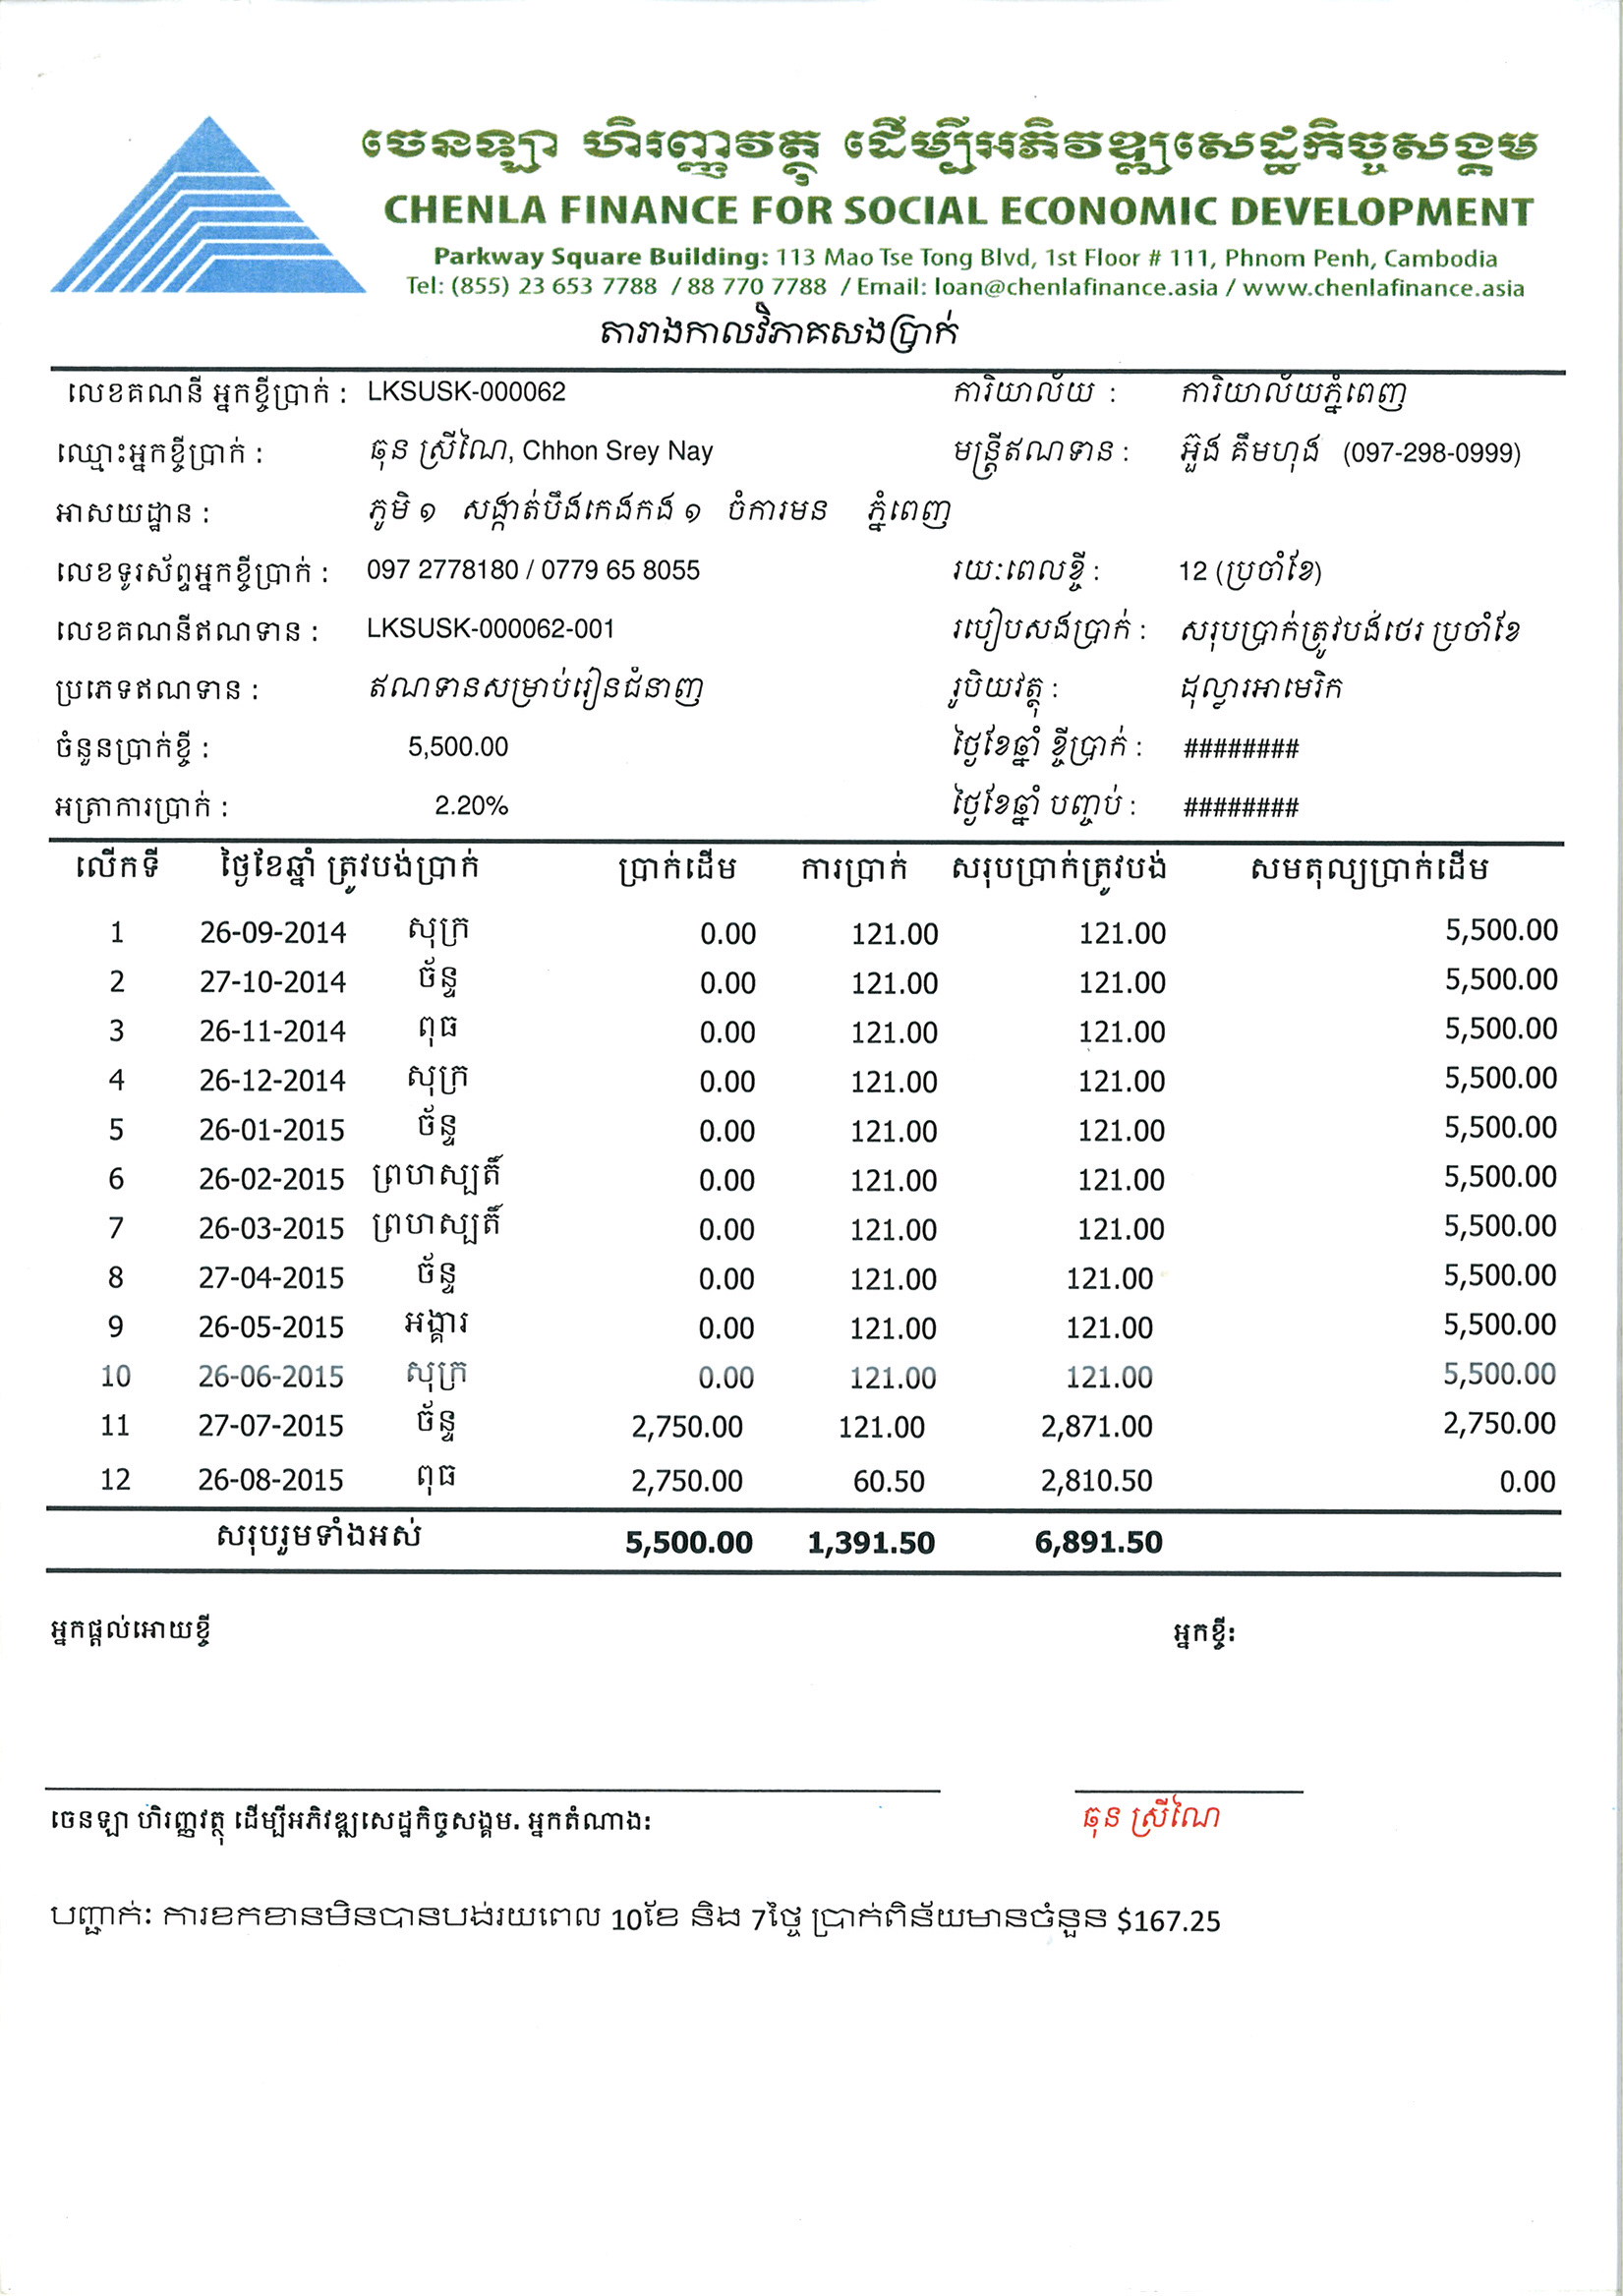 ចេនឡា ហិរញ្ញវត្ថុ ដើម្បីអភិវឌ្ឍសេដ្ឋកិច្ចសង្គម
CHENLA FINANCE FOR SOCIAL ECONOMIC DEVELOPMENT
Parkway Square Building: 113 Mao Tse Tong Blvd, 1st Floor # 111, Phnom Penh, Cambodia
Tel: (855) 23 653 7788 / 88 770 7788 / Email: loan@chenlafinance.asia / www.chenlafinance.asia
តារាងកាលវិភាគសងប្រាក់
លេខគណនី អ្នកខ្ចីប្រាក់ : LKSUSK-000062 ការិយាល័យ : ការិយាល័យភ្នំពេញ
ឈ្មោះអ្នកខ្ចីប្រាក់ : ឆុន ស្រីណៃ, Chhon Srey Nay មន្ត្រីឥណទាន : អ៊ួង គឹមហុង (097-298-0999)
អាសយដ្ឋាន : ភូមិ ១ សង្កាត់បឹងកេងកង ១ ចំការមន ភ្នំពេញ
លេខទូរស័ព្ទអ្នកខ្ចីប្រាក់ : 097 2778180 / 0779 65 8055 រយ:ពេលខ្ចី : 12 (ប្រចាំខែ)
លេខគណនីឥណទាន : LKSUSK-000062-001 របៀបសងប្រាក់ : សរុបប្រាក់ត្រូវបង់ថេរ ប្រចាំខែ
ប្រភេទឥណទាន : ឥណទានសម្រាប់រៀនជំនាញ រូបិយវត្ថុ : ដុល្លារអាមេរិក
ចំនួនប្រាក់ខ្ចី : 5,500.00 ថ្ងៃខែឆ្នាំ ខ្ចីប្រាក់ : ########
អត្រាការប្រាក់ : 2.20% ថ្ងៃខែឆ្នាំ បញ្ចប់ : ########
លើកទី ថ្ងៃខែឆ្នាំ ត្រូវបង់ប្រាក់ ប្រាក់ដើម ការប្រាក់ សរុបប្រាក់ត្រូវបង់ សមតុល្យប្រាក់ដើម
1 26-09-2014 សុក្រ 0.00 121.00 121.00 5,500.00
2 27-10-2014 ច័ន្ទ 0.00 121.00 121.00 5,500.00
3 26-11-2014 ពុធ 0.00 121.00 121.00 5,500.00
4 26-12-2014 សុក្រ 0.00 121.00 121.00 5,500.00
5 26-01-2015 ច័ន្ទ 0.00 121.00 121.00 5,500.00
6 26-02-2015 ព្រហស្បតិ៍ 0.00 121.00 121.00 5,500.00
7 26-03-2015 ព្រហស្បតិ៍ 0.00 121.00 121.00 5,500.00
8 27-04-2015 ច័ន្ទ 0.00 121.00 121.00 5,500.00
9 26-05-2015 អង្គារ 0.00 121.00 121.00 5,500.00
10 26-06-2015 សុក្រ 0.00 121.00 121.00 5,500.00
11 27-07-2015 ច័ន្ទ 2,750.00 121.00 2,871.00 2,750.00
12 26-08-2015 ពុធ 2,750.00 60.50 2,810.50 0.00
សរុបរួមទាំងអស់ 5,500.00 1,391.50 6,891.50
អ្នកផ្តល់អោយខ្ចី អ្នកខ្ចី:
ចេនឡា ហិរញ្ញវត្ថុ ដើម្បីអភិវឌ្ឍសេដ្ឋកិច្ចសង្គម. អ្នកតំណាង: ឆុន ស្រីណៃ
បញ្ជាក់: ការខកខានមិនបានបង់រយពេល 10ខែ និង 7ថ្ងៃ ប្រាក់ពិន័យមានចំនួន $167.25